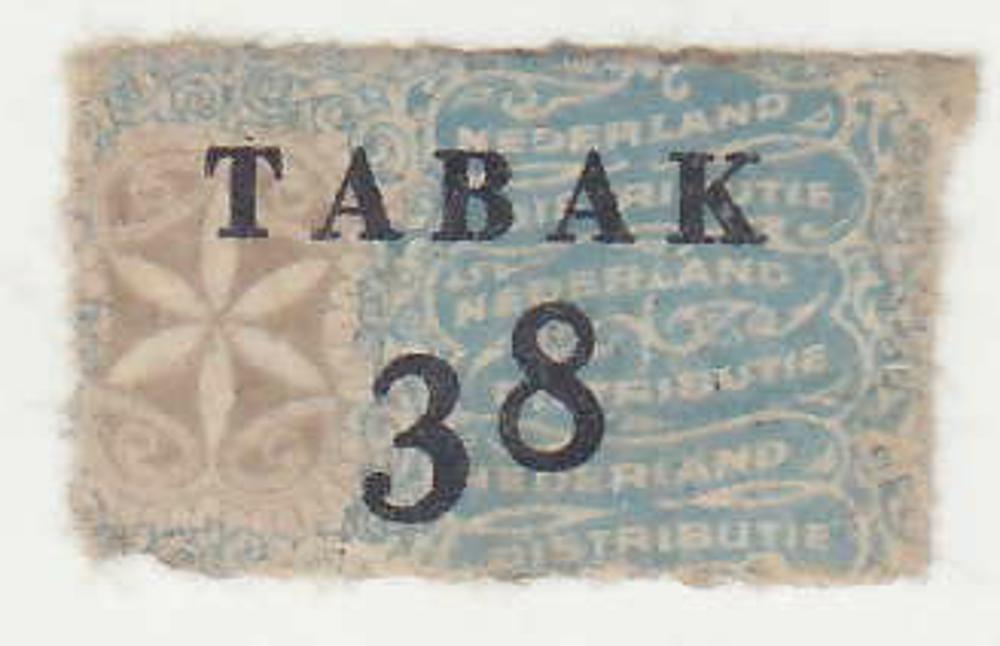 NEDERLAND
TABAK
DISTRIBUTIE
NEDERLAND
38
DISTRIBUTIE
NEDERLAND
DISTRIBUTIE